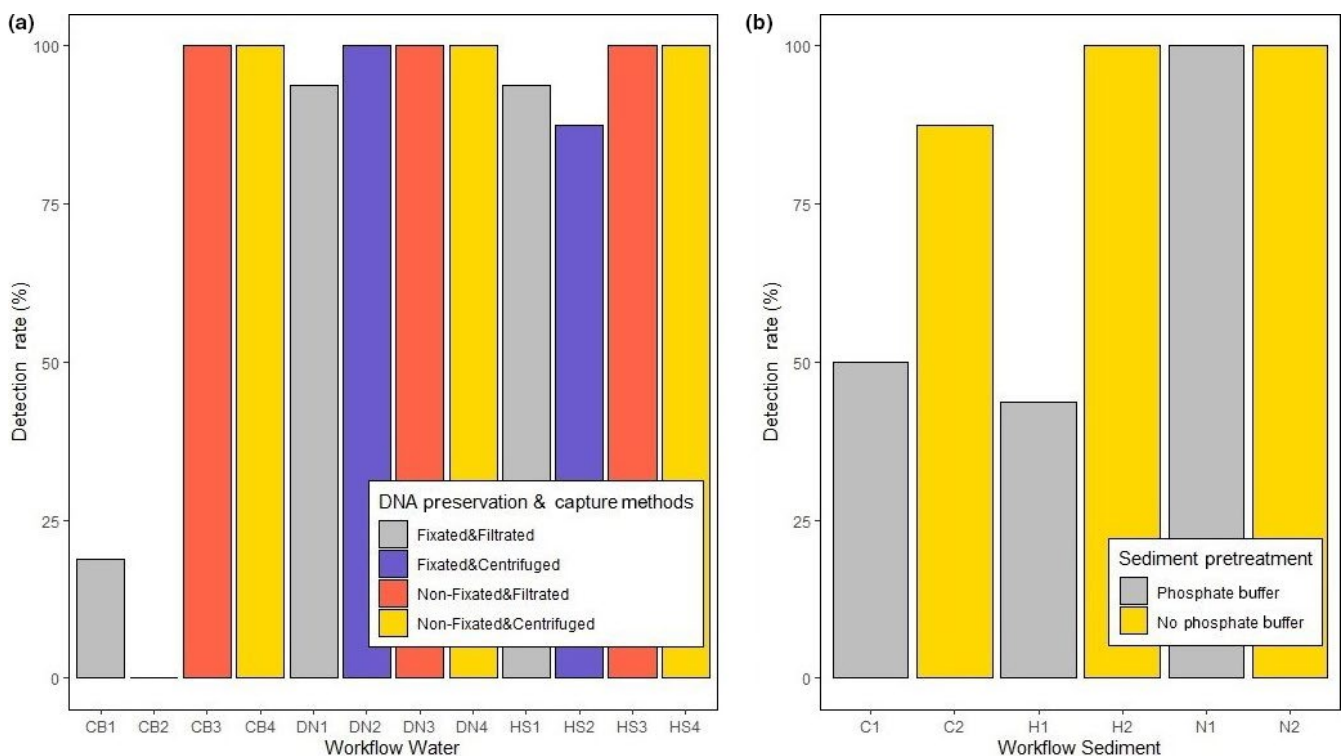 (a)
Detection rate (%)
100
75
50
25
0
CB1 CB2 CB3 CB4 DN1 DN2 DN3 DN4 HS1 HS2 HS3 HS4
Workflow Water
DNA preservation & capture methods
Fixated&Filtrated
Fixated&Centrifuged
Non-Fixated&Filtrated
Non-Fixated&Centrifuged
(b)
Detection rate (%)
100
75
50
25
0
C1 C2 H1 H2 N1 N2
Workflow Sediment
Sediment pretreatment
Phosphate buffer
No phosphate buffer